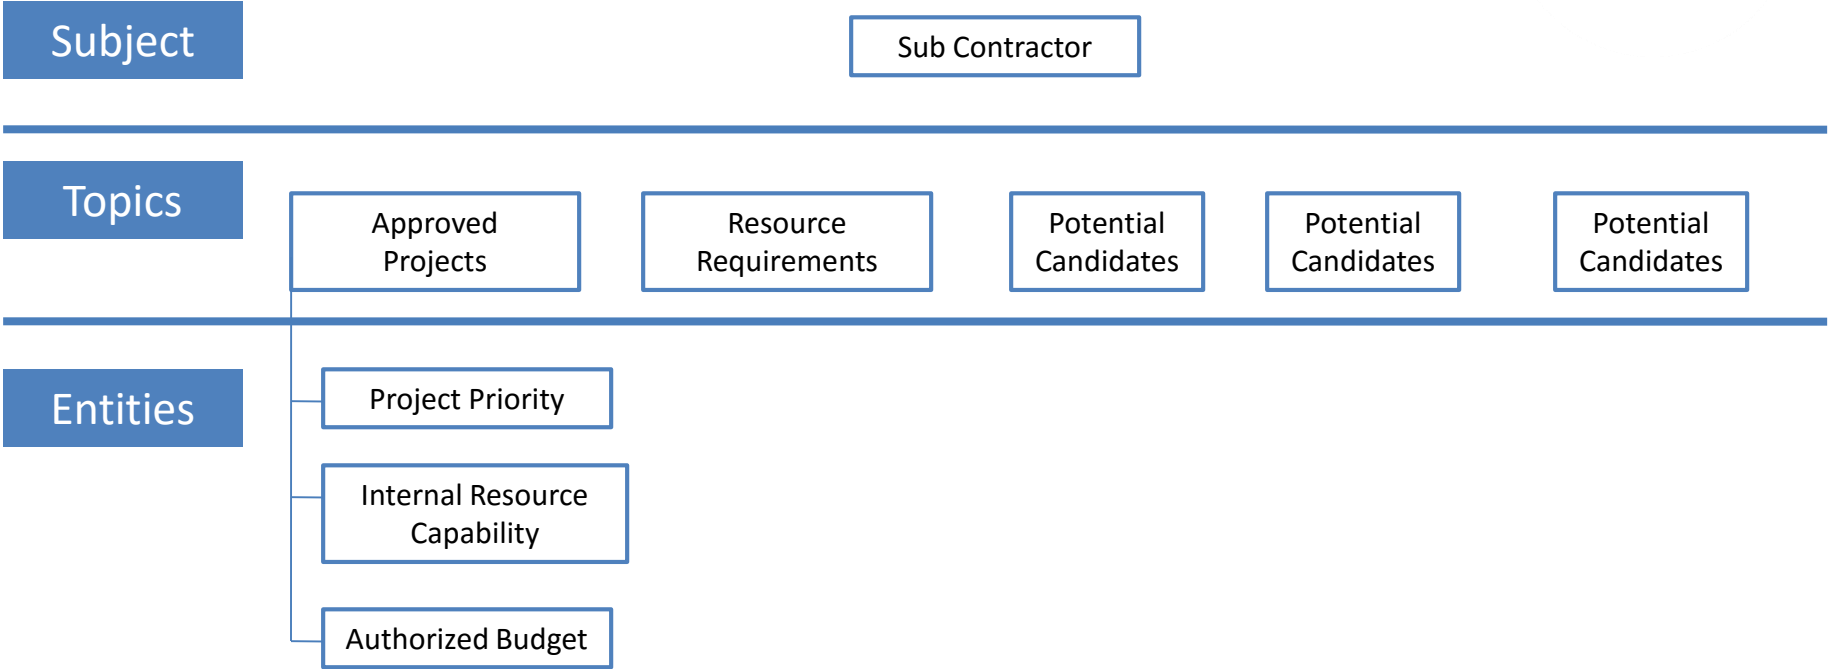 Subject
Sub Contractor
Topics
Approved
Projects
Resource
Requirements
Potential
Candidates
Potential
Candidates
Potential
Candidates
Entities
Project Priority
Internal Resource
Capability
Authorized Budget